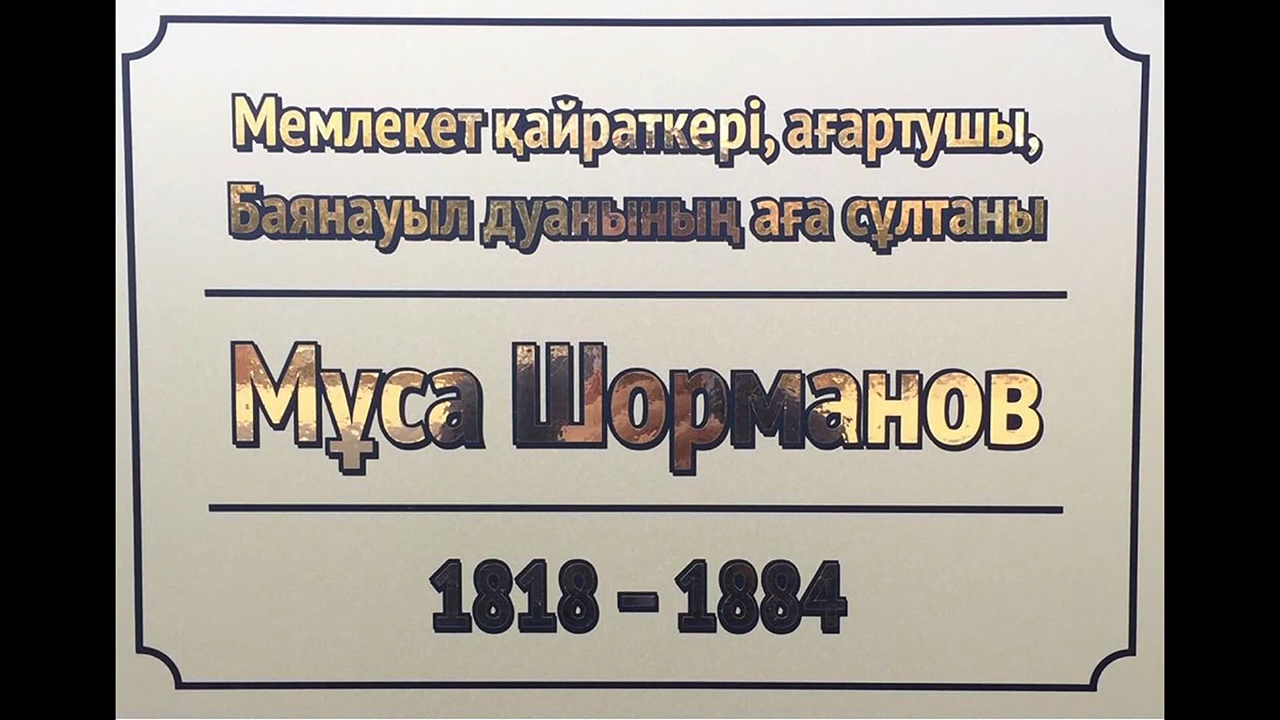 Мемлекет қайраткері, ағартушы,
Баянауыл дуанының аға сұлтаны
Мұса Шорманов
1818 – 1884